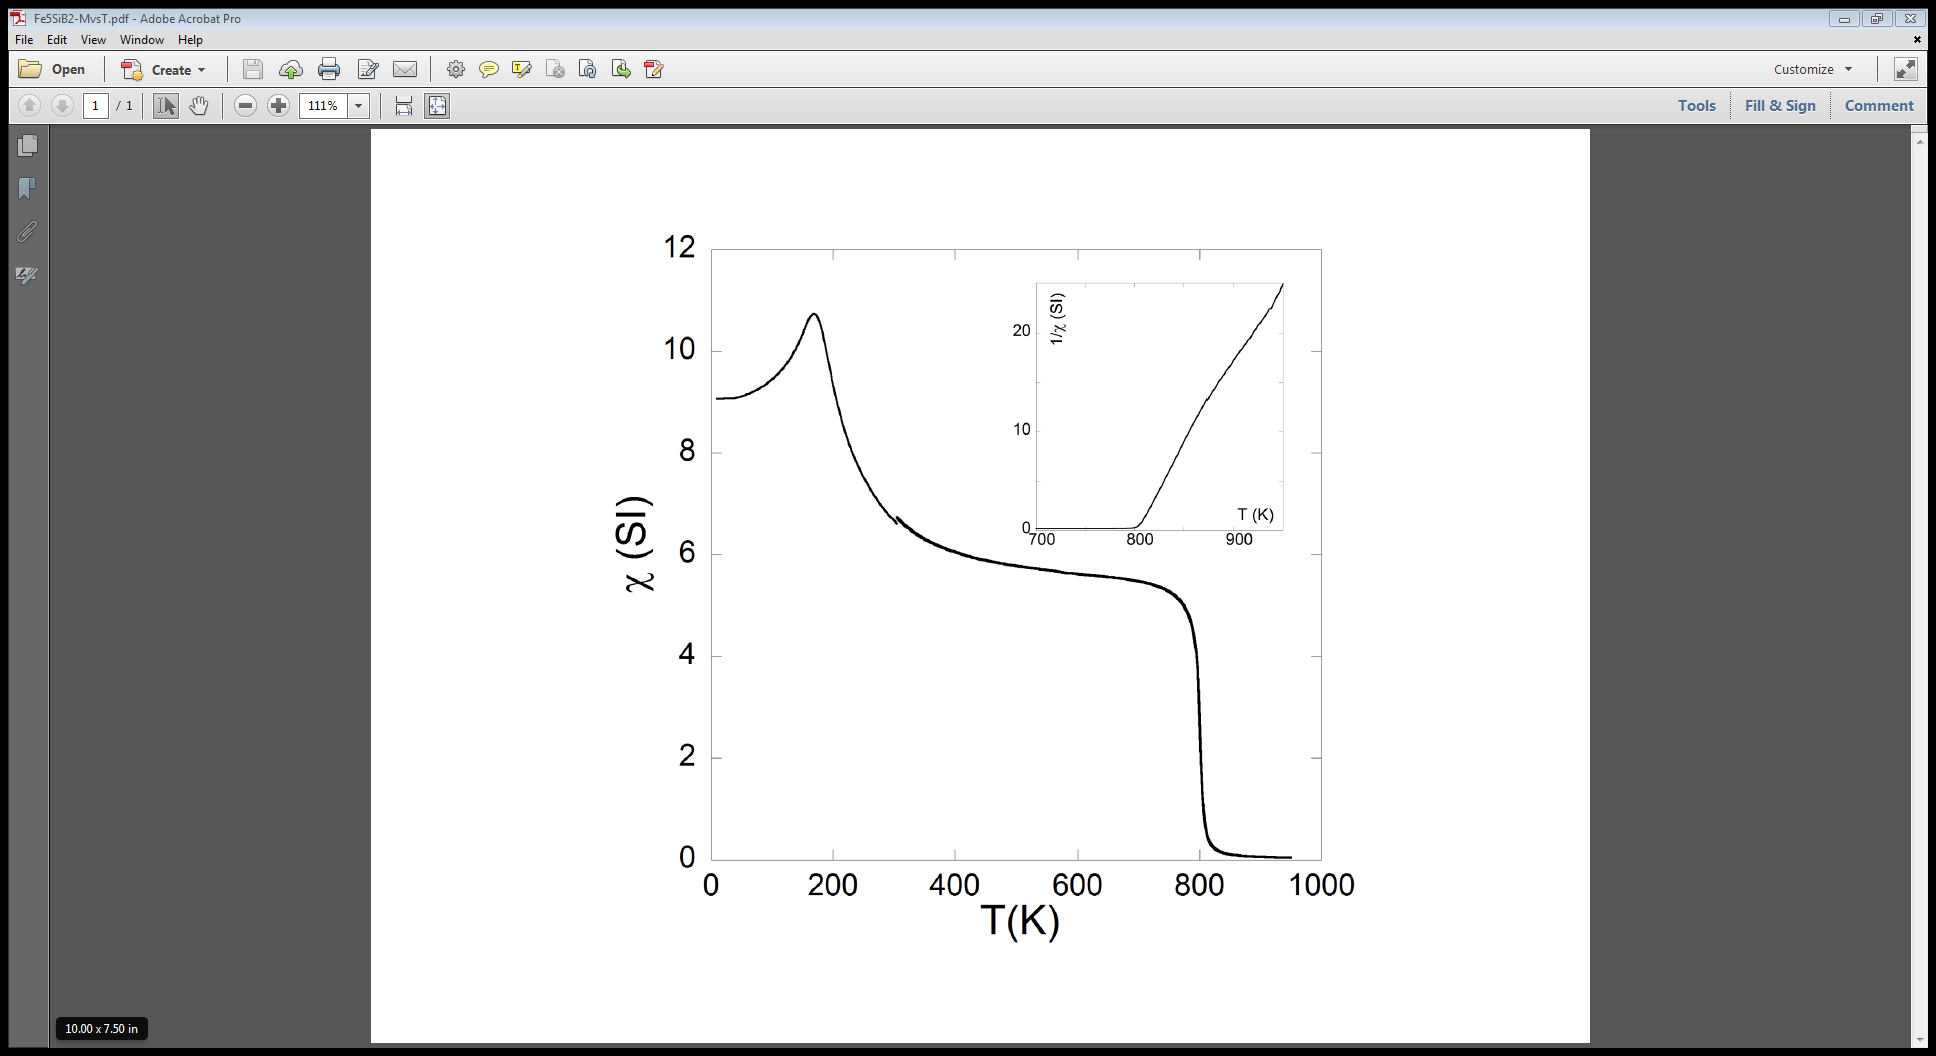 Fe5SiB2-MvsT.pdf - Adobe Acrobat Pro
File Edit View Window Help
Open Create Customize
1 / 1 111% Tools Fill & Sign Comment
12
10
8
6
4
2
0
χ (SI)
0 200 400 600 800 1000
T(K)
1/χ (SI)
20
10
0
T (K)
700 800 900
10.00 x 7.50 in